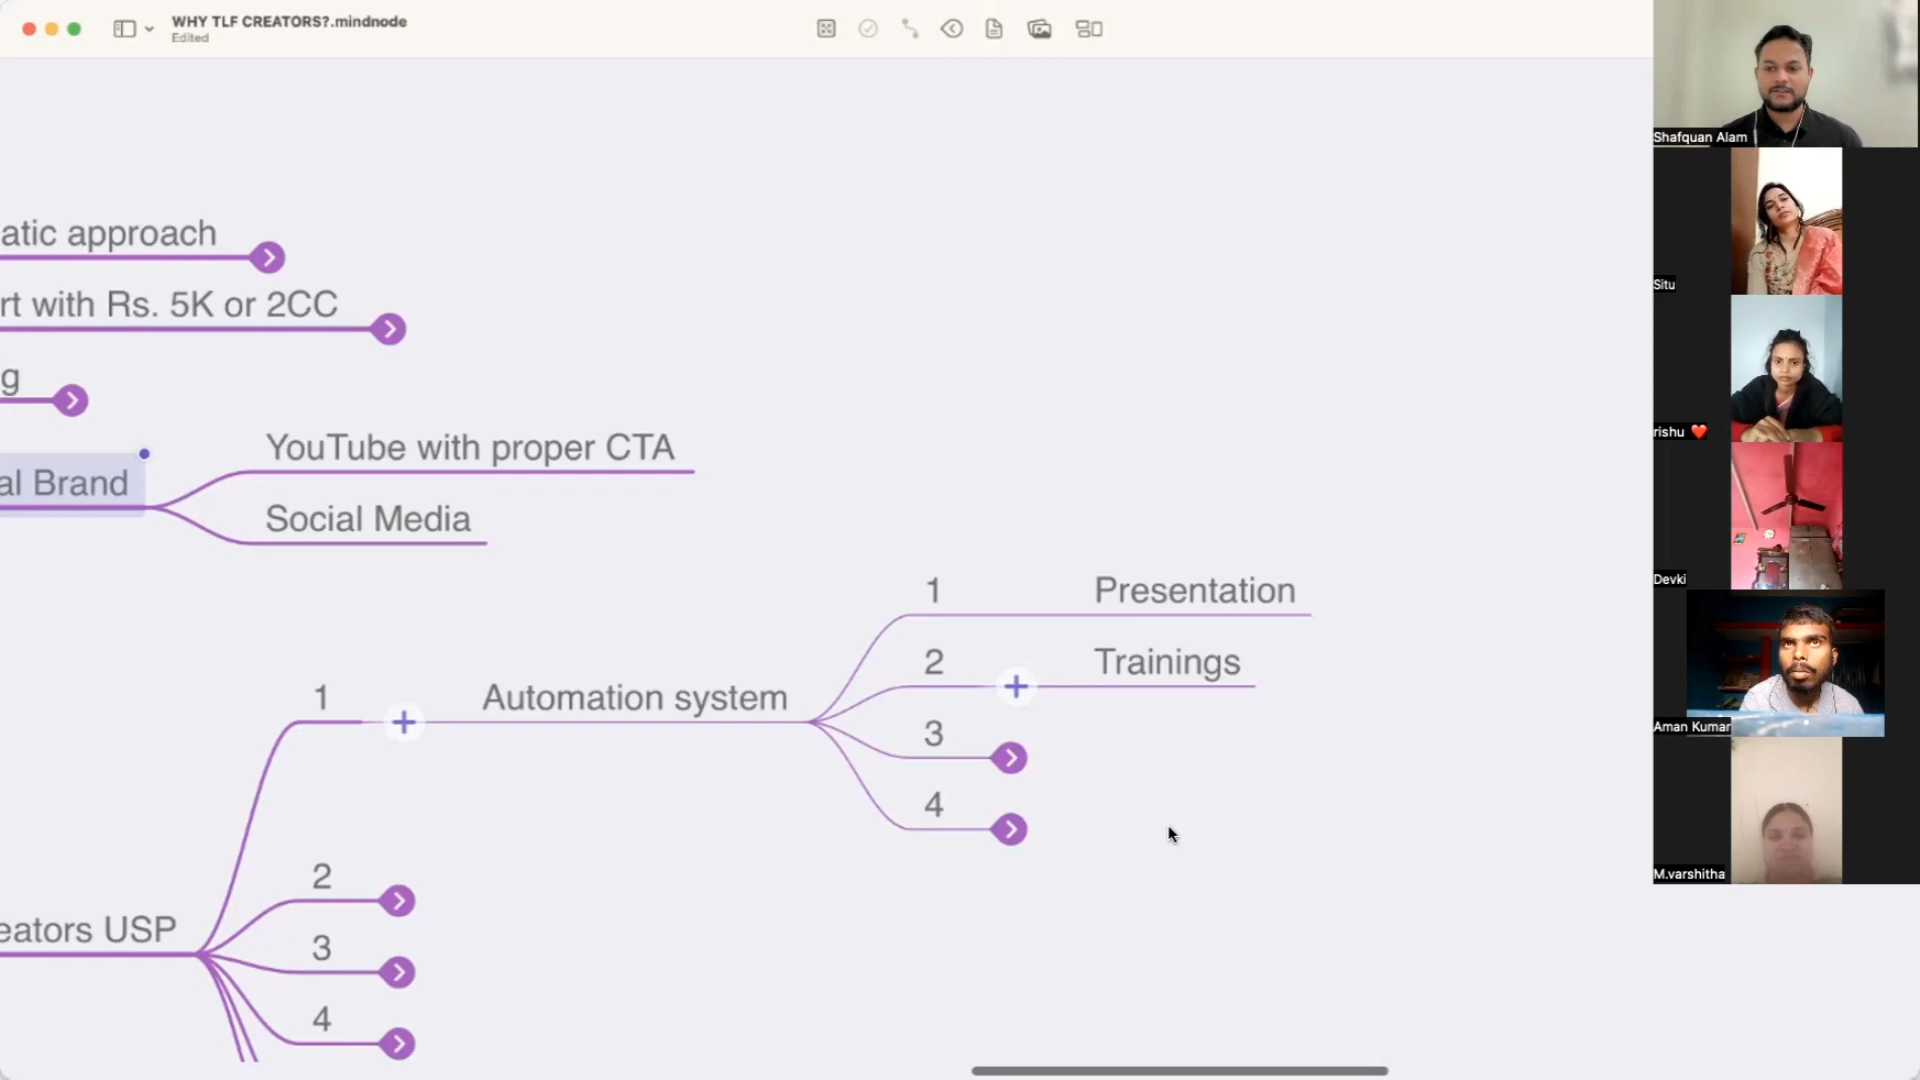 WHY TLF CREATORS?.mindnode
Edited
atic approach
rt with Rs. 5K or 2CC
g
al Brand
YouTube with proper CTA
Social Media
1 Presentation
2 Trainings
1 Automation system
3
4
2
eators USP
3
4
Shafquan Alam
Situ
rishu ❤️
Devki
Aman Kumar
M.varshitha